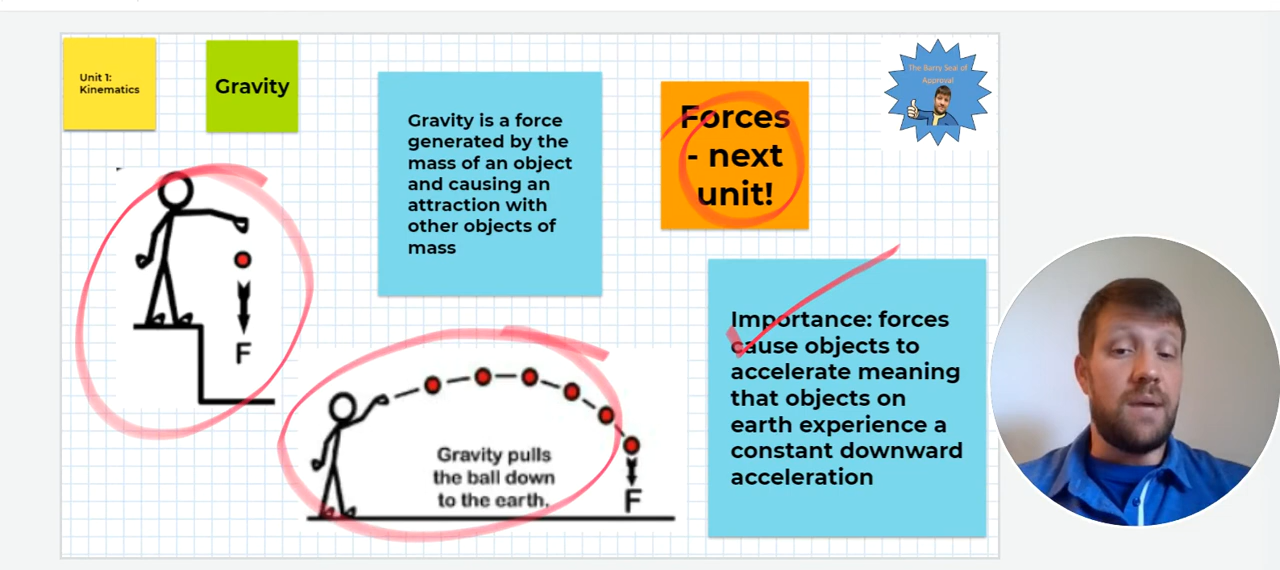 Unit 1:
Kinematics
Gravity
Gravity is a force
generated by the
mass of an object
and causing an
attraction with
other objects of
mass
Forces
- next
unit!
The Barry Seal of
Approval
F
Gravity pulls
the ball down
to the earth.
F
Importance: forces
cause objects to
accelerate meaning
that objects on
earth experience a
constant downward
acceleration